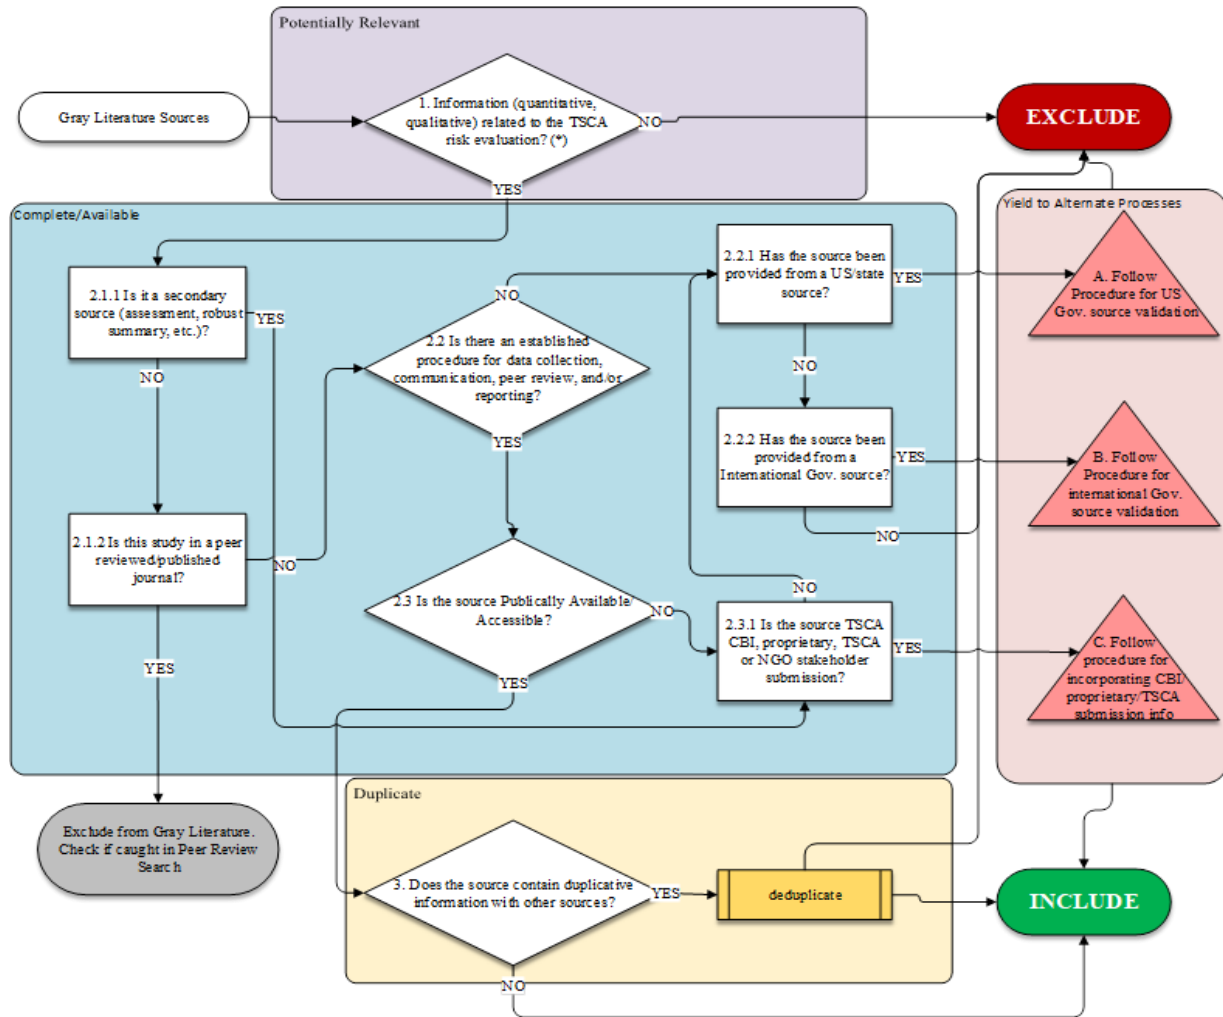 Potentially Relevant
Gray Literature Sources
1. Information (quantitative,
qualitative) related to the TSCA
risk evaluation? (*)
NO
EXCLUDE
YES
Complete/Available
Yield to Alternate Processes
2.1.1 Is it a secondary
source (assessment, robust
summary, etc.)?
YES
NO
2.2 Is there an established
procedure for data collection,
communication, peer review, and/or
reporting?
NO
YES
2.2.1 Has the source been
provided from a US/state
source?
YES
NO
A. Follow
Procedure for US
Gov. source validation
2.2.2 Has the source been
provided from a
International Gov. source?
YES
NO
B. Follow
Procedure for
international Gov.
source validation
2.1.2 Is this study in a peer
reviewed/published
journal?
NO
YES
2.3 Is the source Publically Available/
Accessible?
NO
YES
NO
2.3.1 Is the source TSCA
CBI, proprietary, TSCA
or NGO stakeholder
submission?
YES
C. Follow
procedure for
incorporating CBI/
proprietary/TSCA
submission info
Exclude from Gray Literature.
Check if caught in Peer Review
Search
Duplicate
3. Does the source contain duplicative
information with other sources?
YES
deduplicate
INCLUDE
NO